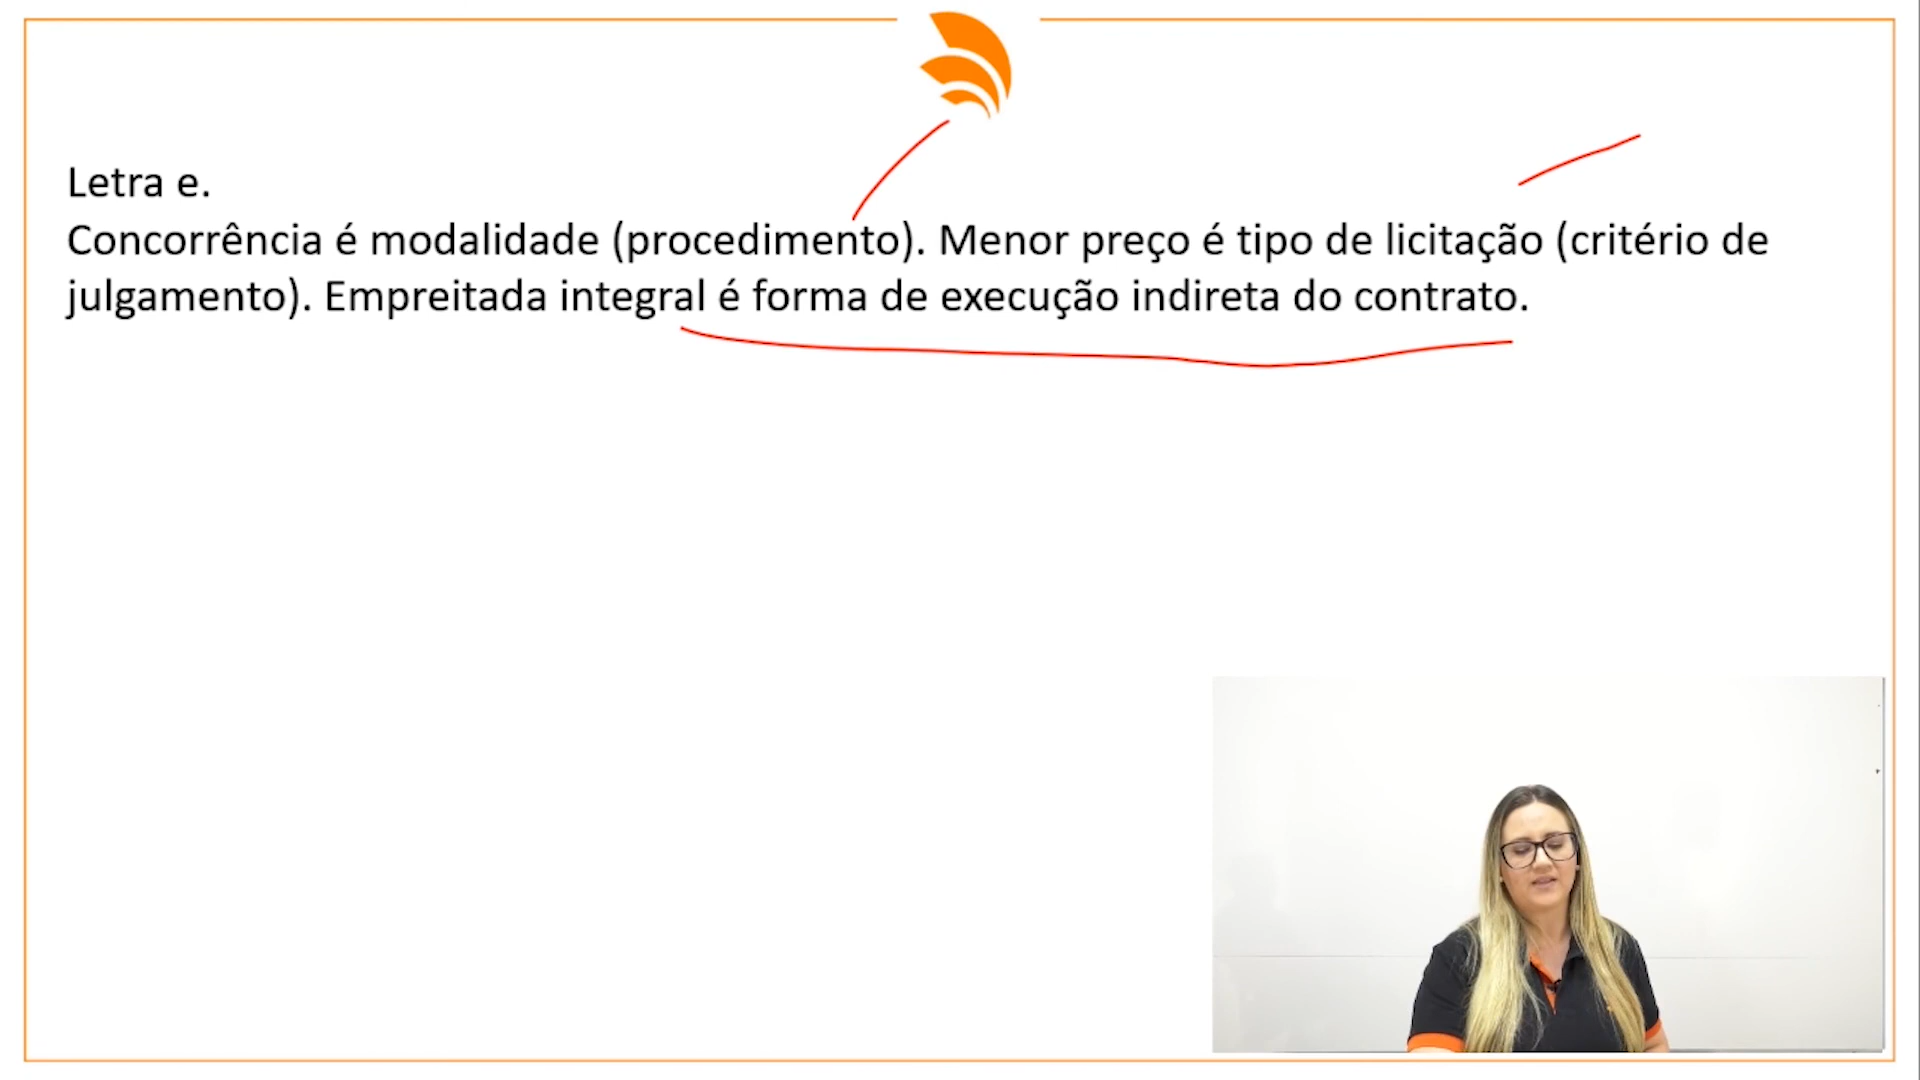 Letra e.
Concorrência é modalidade (procedimento). Menor preço é tipo de licitação (critério de
julgamento). Empreitada integral é forma de execução indireta do contrato.